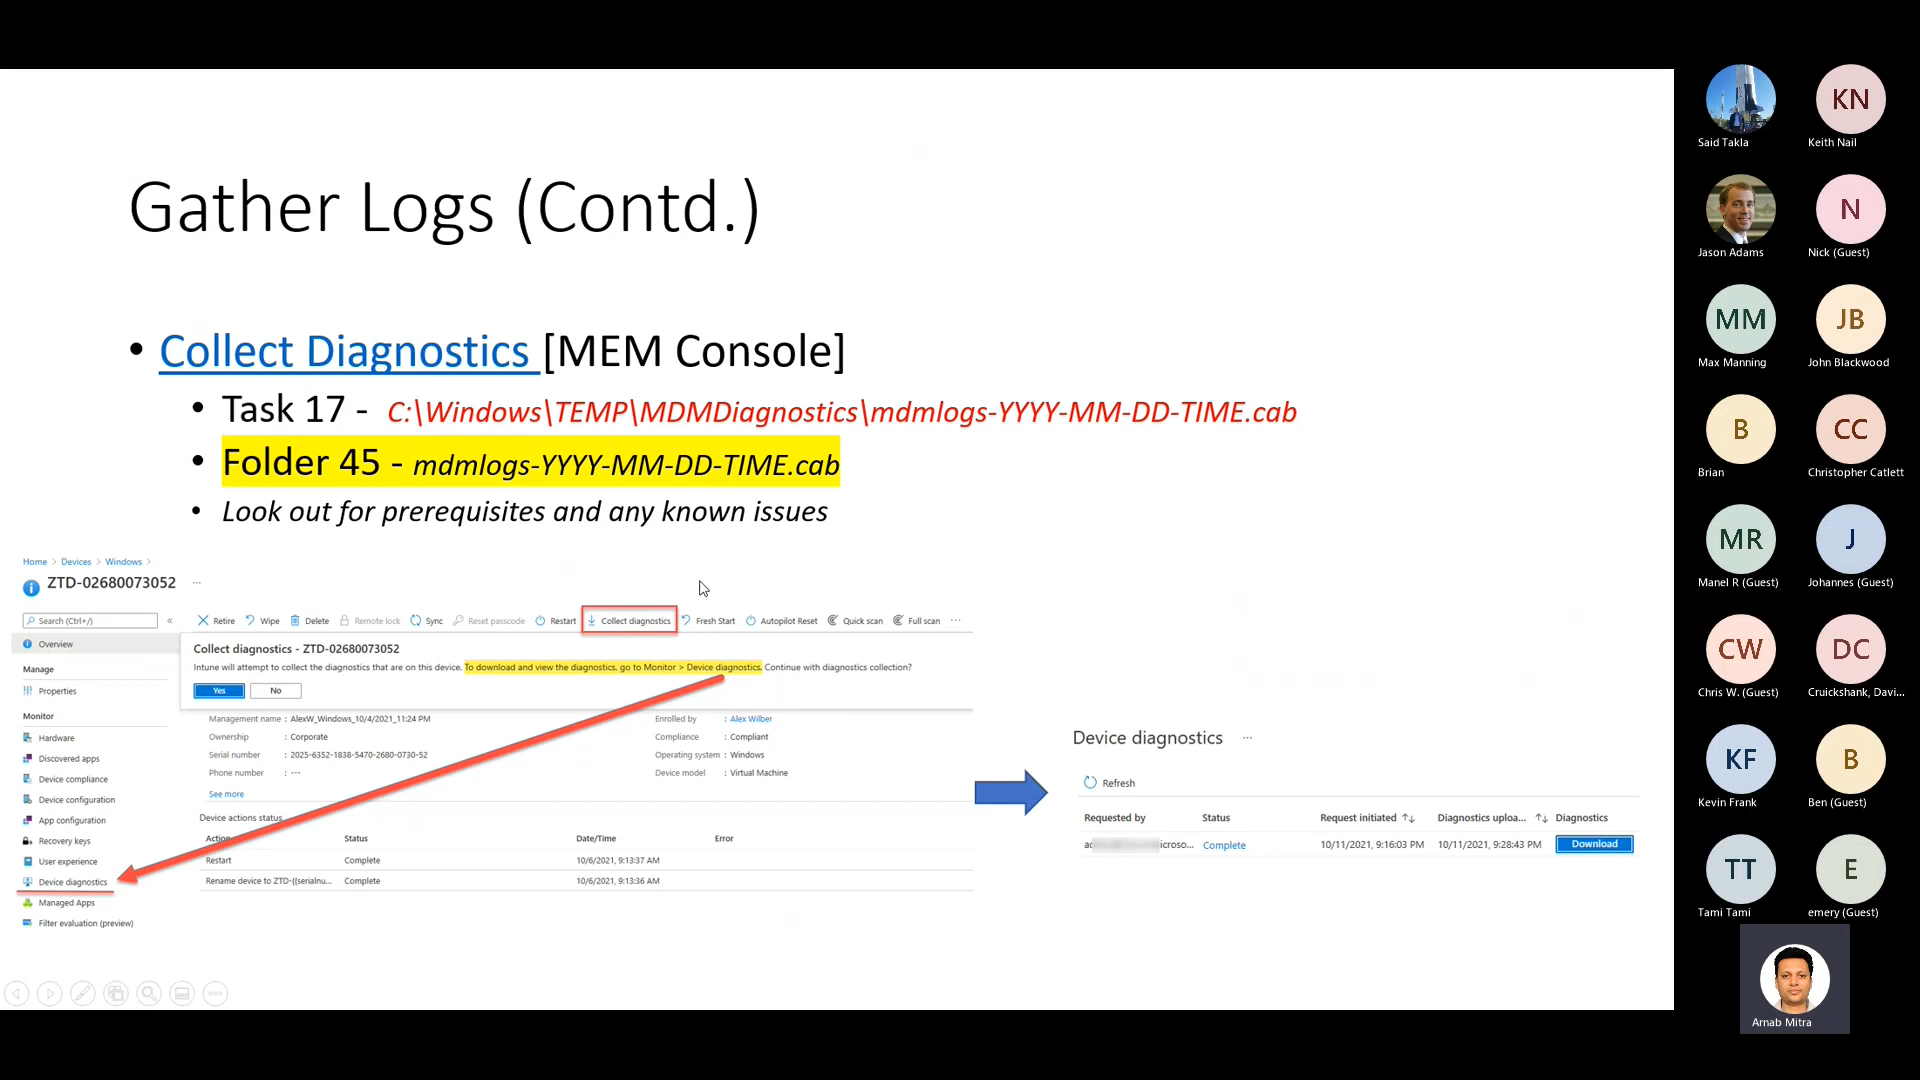 Gather Logs (Contd.)
• Collect Diagnostics [MEM Console]
• Task 17 - C:\Windows\TEMP\MDMDiagnostics\mdmlogs-YYYY-MM-DD-TIME.cab
• Folder 45 - mdmlogs-YYYY-MM-DD-TIME.cab
• Look out for prerequisites and any known issues
Home > Devices > Windows >
ZTD-02680073052 ...
Search (Ctrl+/) «
Overview
Manage
Properties
Monitor
Hardware
Discovered apps
Device compliance
Device configuration
App configuration
Recovery keys
User experience
Device diagnostics
Managed Apps
Filter evaluation (preview)
Retire Wipe Delete Remote lock Sync Reset passcode Restart Collect diagnostics Fresh Start Autopilot Reset Quick scan Full scan ...
Collect diagnostics - ZTD-02680073052
Intune will attempt to collect the diagnostics that are on this device. To download and view the diagnostics, go to Monitor > Device diagnostics. Continue with diagnostics collection?
Yes No
Management name : AlexW_Windows_10/4/2021_11:24 PM Enrolled by : Alex Wilber
Ownership : Corporate Compliance : Compliant
Serial number : 2025-6352-1838-5470-2680-0730-52 Operating system : Windows
Phone number : --- Device model : Virtual Machine
See more
Device actions status
Action Status Date/Time Error
Restart Complete 10/6/2021, 9:13:37 AM
Rename device to ZTD-{{serialnu... Complete 10/6/2021, 9:13:36 AM
Device diagnostics ...
Refresh
Requested by Status Request initiated ↑↓ Diagnostics uploa... ↑↓ Diagnostics
icroso... Complete 10/11/2021, 9:16:03 PM 10/11/2021, 9:28:43 PM Download
Said Takla
KN
Keith Nail
Jason Adams
N
Nick (Guest)
MM
Max Manning
JB
John Blackwood
B
Brian
CC
Christopher Catlett
MR
Manel R (Guest)
J
Johannes (Guest)
CW
Chris W. (Guest)
DC
Cruickshank, Davi...
KF
Kevin Frank
B
Ben (Guest)
TT
Tami Tami
E
emery (Guest)
Arnab Mitra